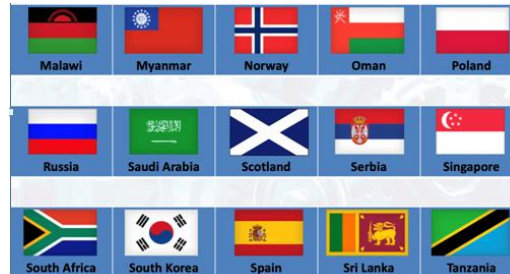 Malawi Myanmar Norway Oman Poland
Russia Saudi Arabia Scotland Serbia Singapore
South Africa South Korea Spain Sri Lanka Tanzania